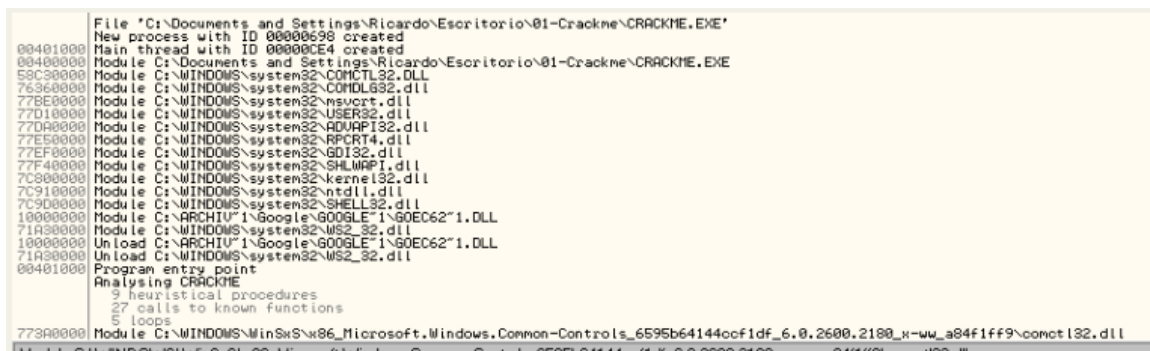 File 'C:\Documents and Settings\Ricardo\Escritorio\01-Crackme\CRACKME.EXE'
New process with ID 00000698 created
00401000 Main thread with ID 00000CE4 created
00400000 Module C:\Documents and Settings\Ricardo\Escritorio\01-Crackme\CRACKME.EXE
58C30000 Module C:\WINDOWS\system32\COMCTL32.DLL
76360000 Module C:\WINDOWS\system32\COMDLG32.dll
77BE0000 Module C:\WINDOWS\system32\msvcrt.dll
77D10000 Module C:\WINDOWS\system32\USER32.dll
77DA0000 Module C:\WINDOWS\system32\ADVAPI32.dll
77E50000 Module C:\WINDOWS\system32\RPCRT4.dll
77EF0000 Module C:\WINDOWS\system32\GDI32.dll
77F40000 Module C:\WINDOWS\system32\SHLWAPI.dll
7C800000 Module C:\WINDOWS\system32\kernel32.dll
7C910000 Module C:\WINDOWS\system32\ntdll.dll
7C9D0000 Module C:\WINDOWS\system32\SHELL32.dll
10000000 Module C:\ARCHIV~1\Google\GOOGLE~1\GOEC62~1.DLL
71A30000 Module C:\WINDOWS\system32\WS2_32.dll
10000000 Unload C:\ARCHIV~1\Google\GOOGLE~1\GOEC62~1.DLL
71A30000 Unload C:\WINDOWS\system32\WS2_32.dll
00401000 Program entry point
Analysing CRACKME
9 heuristical procedures
27 calls to known functions
5 loops
773A0000 Module C:\WINDOWS\WinSxS\x86_Microsoft.Windows.Common-Controls_6595b64144ccf1df_6.0.2600.2180_x-ww_a84f1ff9\comctl32.dll